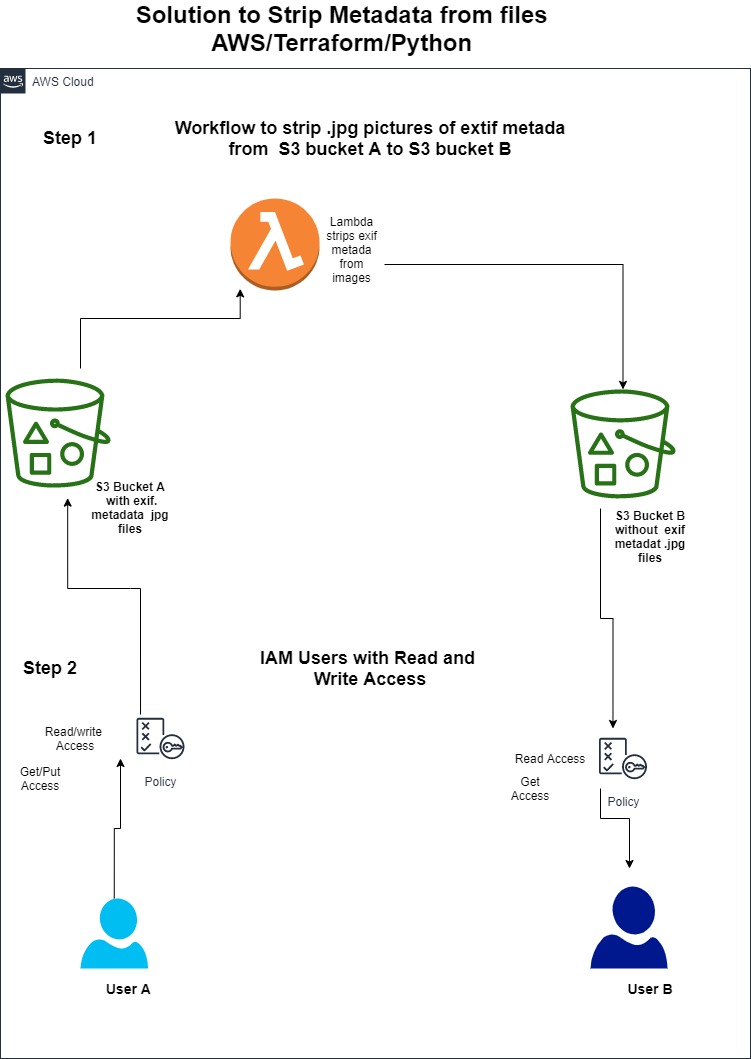 Solution to Strip Metadata from files
AWS/Terraform/Python
aws
AWS Cloud
Step 1
Workflow to strip .jpg pictures of extif metada
from S3 bucket A to S3 bucket B
Lambda
strips exif
metada
from
images
S3 Bucket A
with exif.
metadata jpg
files
S3 Bucket B
without exif
metadat .jpg
files
Step 2
IAM Users with Read and
Write Access
Read/write
Access
Get/Put
Access
Policy
Read Access
Get
Access
Policy
User A
User B